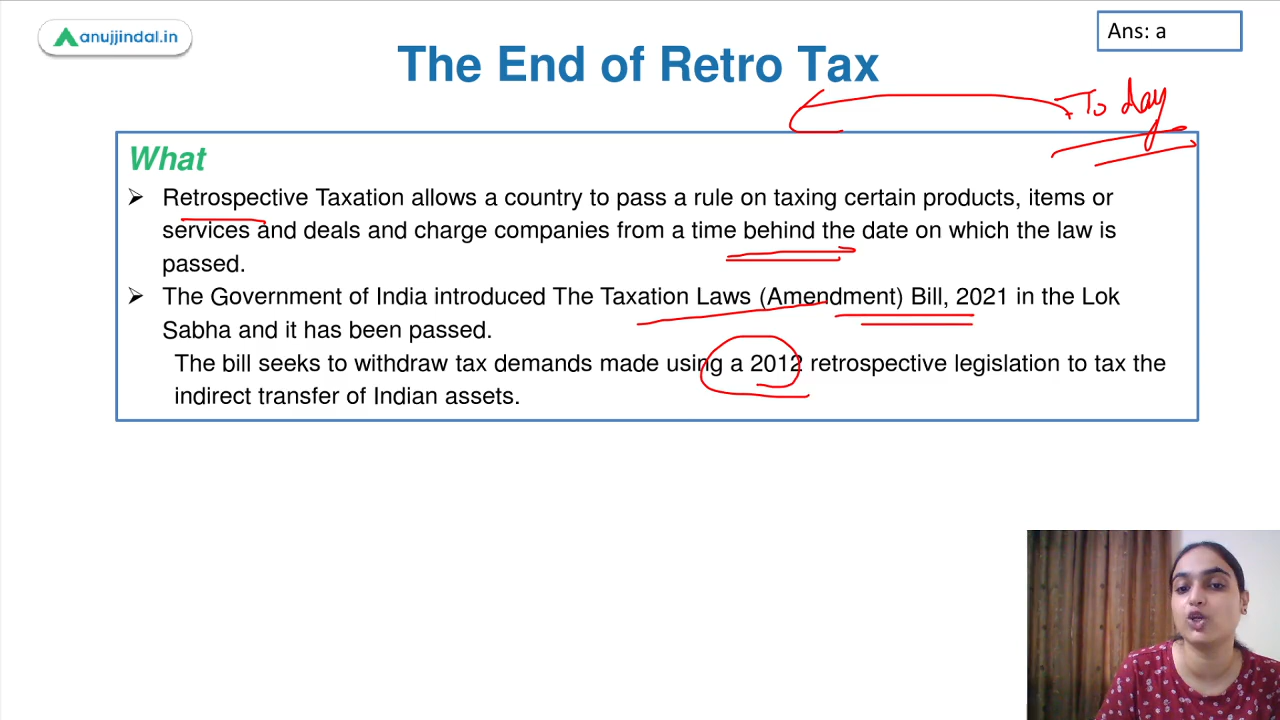 anujjindal.in
Ans: a
The End of Retro Tax
To day
What
➢ Retrospective Taxation allows a country to pass a rule on taxing certain products, items or
services and deals and charge companies from a time behind the date on which the law is
passed.
➢ The Government of India introduced The Taxation Laws (Amendment) Bill, 2021 in the Lok
Sabha and it has been passed.
The bill seeks to withdraw tax demands made using a 2012 retrospective legislation to tax the
indirect transfer of Indian assets.